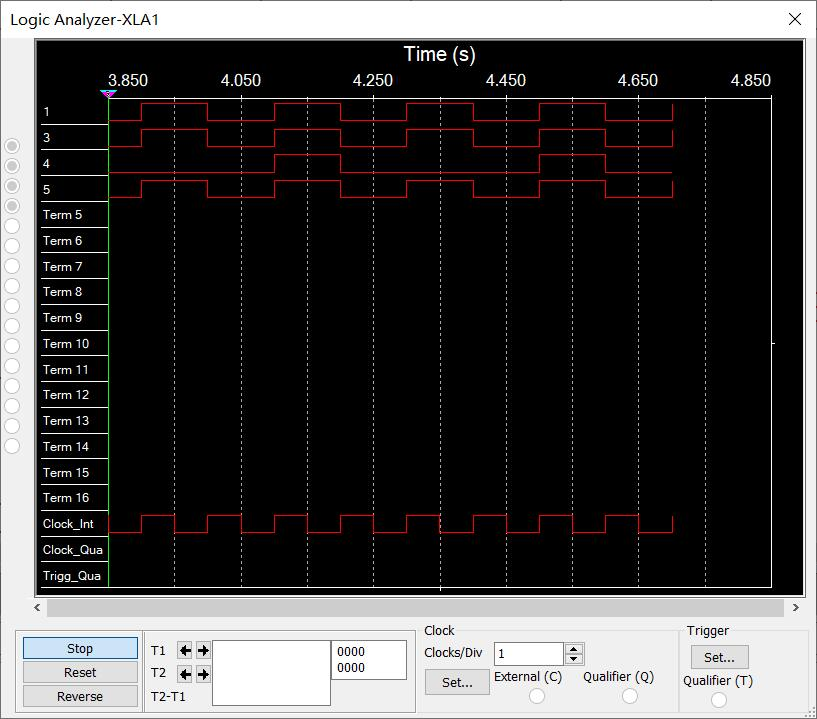 Logic Analyzer-XLA1
Time (s)
3.850 4.050 4.250 4.450 4.650 4.850
1
3
4
5
Term 5
Term 6
Term 7
Term 8
Term 9
Term 10
Term 11
Term 12
Term 13
Term 14
Term 15
Term 16
Clock_Int
Clock_Qua
Trigg_Qua
Stop
Reset
Reverse
T1
T2
T2-T1
0000
0000
Clock
Clocks/Div 1
Set... External (C) Qualifier (Q)
Trigger
Set...
Qualifier (T)